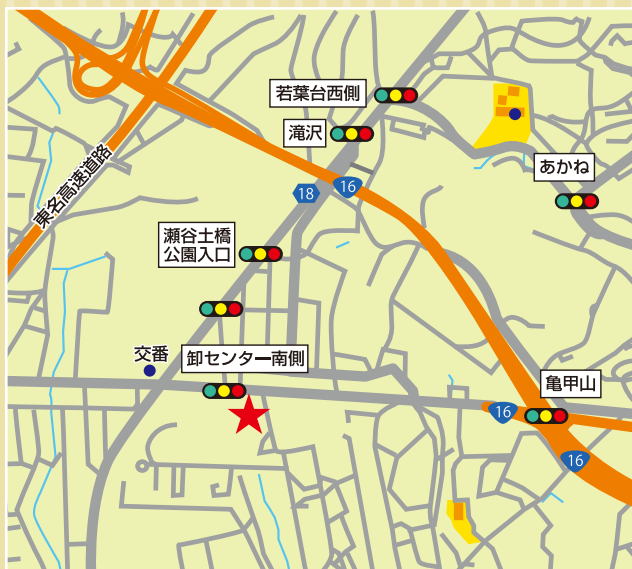 若葉台西側
滝沢
あかね
東名高速道路
18
16
瀬谷土橋
公園入口
交番
卸センター南側
亀甲山
16
16